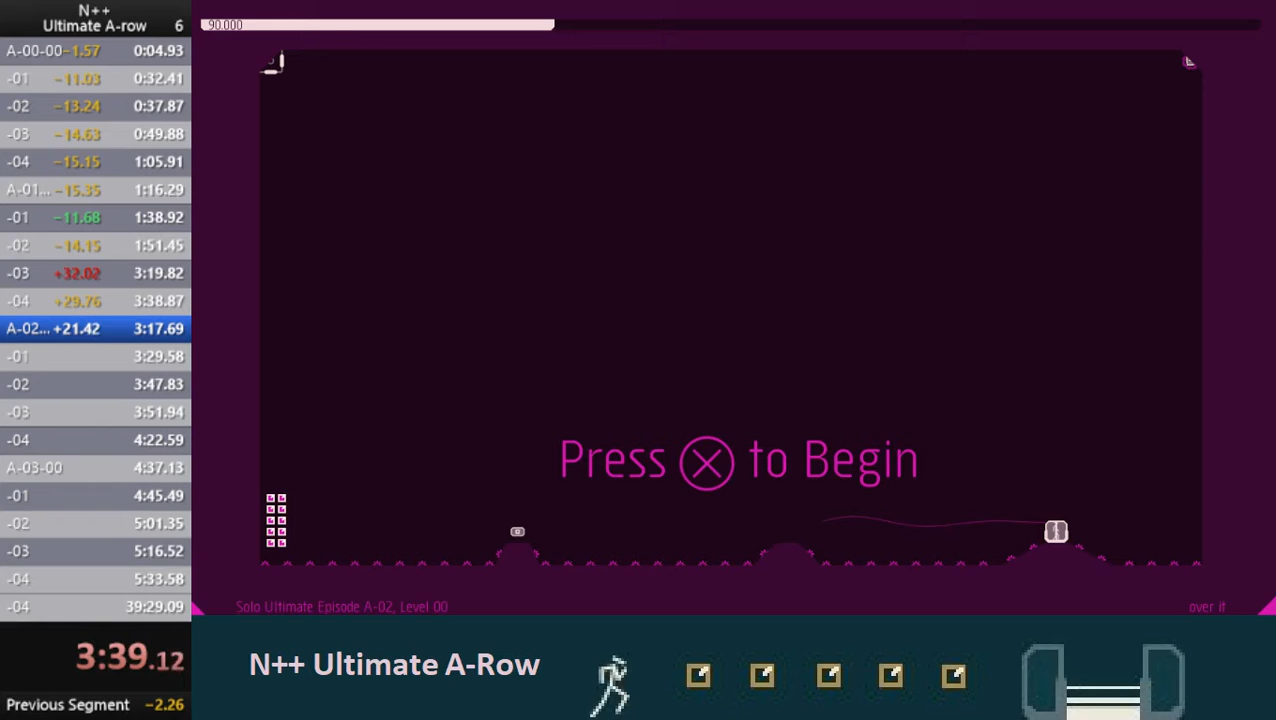 N++
Ultimate A-row 6
A-00-00 −1.57 0:04.93
-01 −11.03 0:32.41
-02 −13.24 0:37.87
-03 −14.63 0:49.88
-04 −15.15 1:05.91
A-01... −15.35 1:16.29
-01 −11.68 1:38.92
-02 −14.15 1:51.45
-03 +32.02 3:19.82
-04 +29.76 3:38.87
A-02... +21.42 3:17.69
-01 3:29.58
-02 3:47.83
-03 3:51.94
-04 4:22.59
A-03-00 4:37.13
-01 4:45.49
-02 5:01.35
-03 5:16.52
-04 5:33.58
-04 39:29.09
3:39.12
Previous Segment −2.26
90.000
Press X to Begin
Solo Ultimate Episode A-02, Level 00
over it
N++ Ultimate A-Row